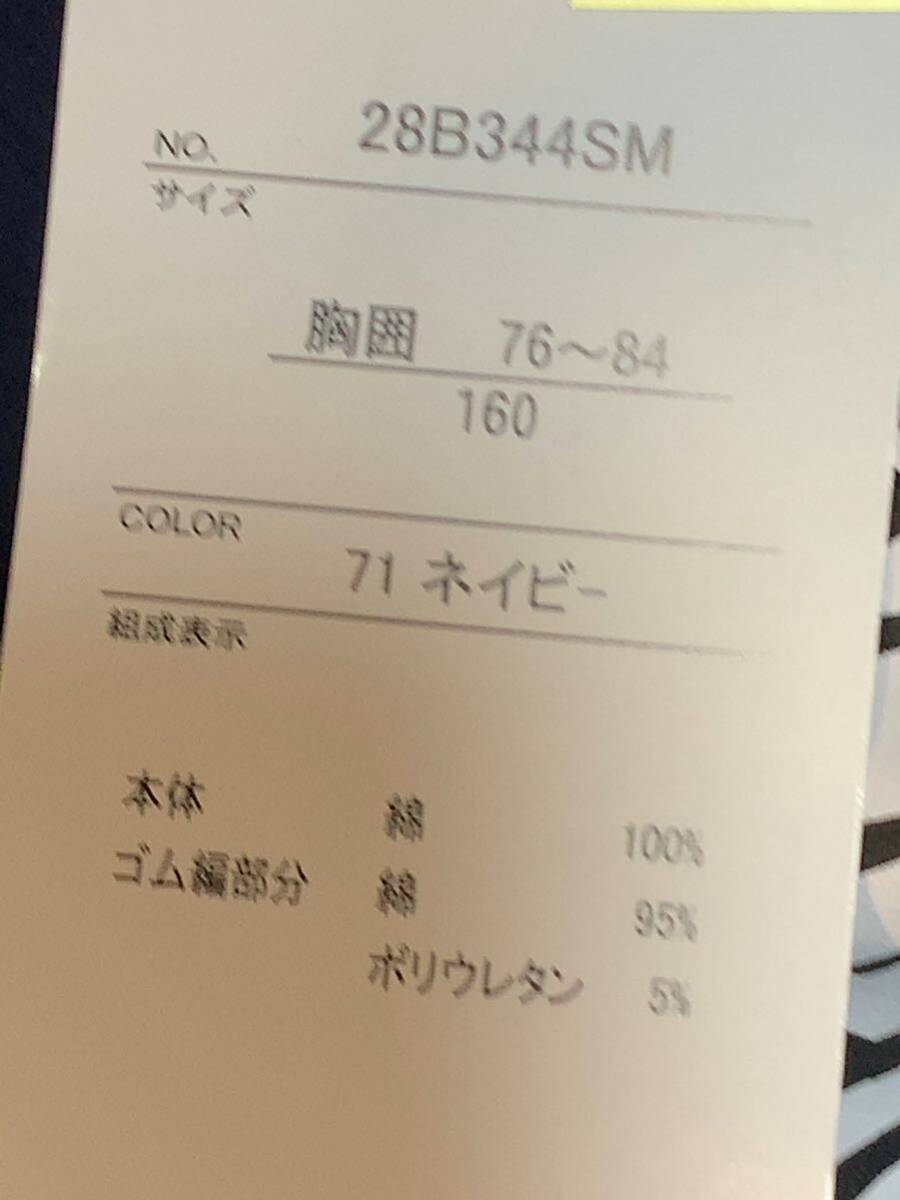 NO. 28B344SM
サイズ
胸囲 76～84
160
COLOR
71 ネイビー
組成表示
本体 綿 100%
ゴム編部分 綿 95%
ポリウレタン 5%